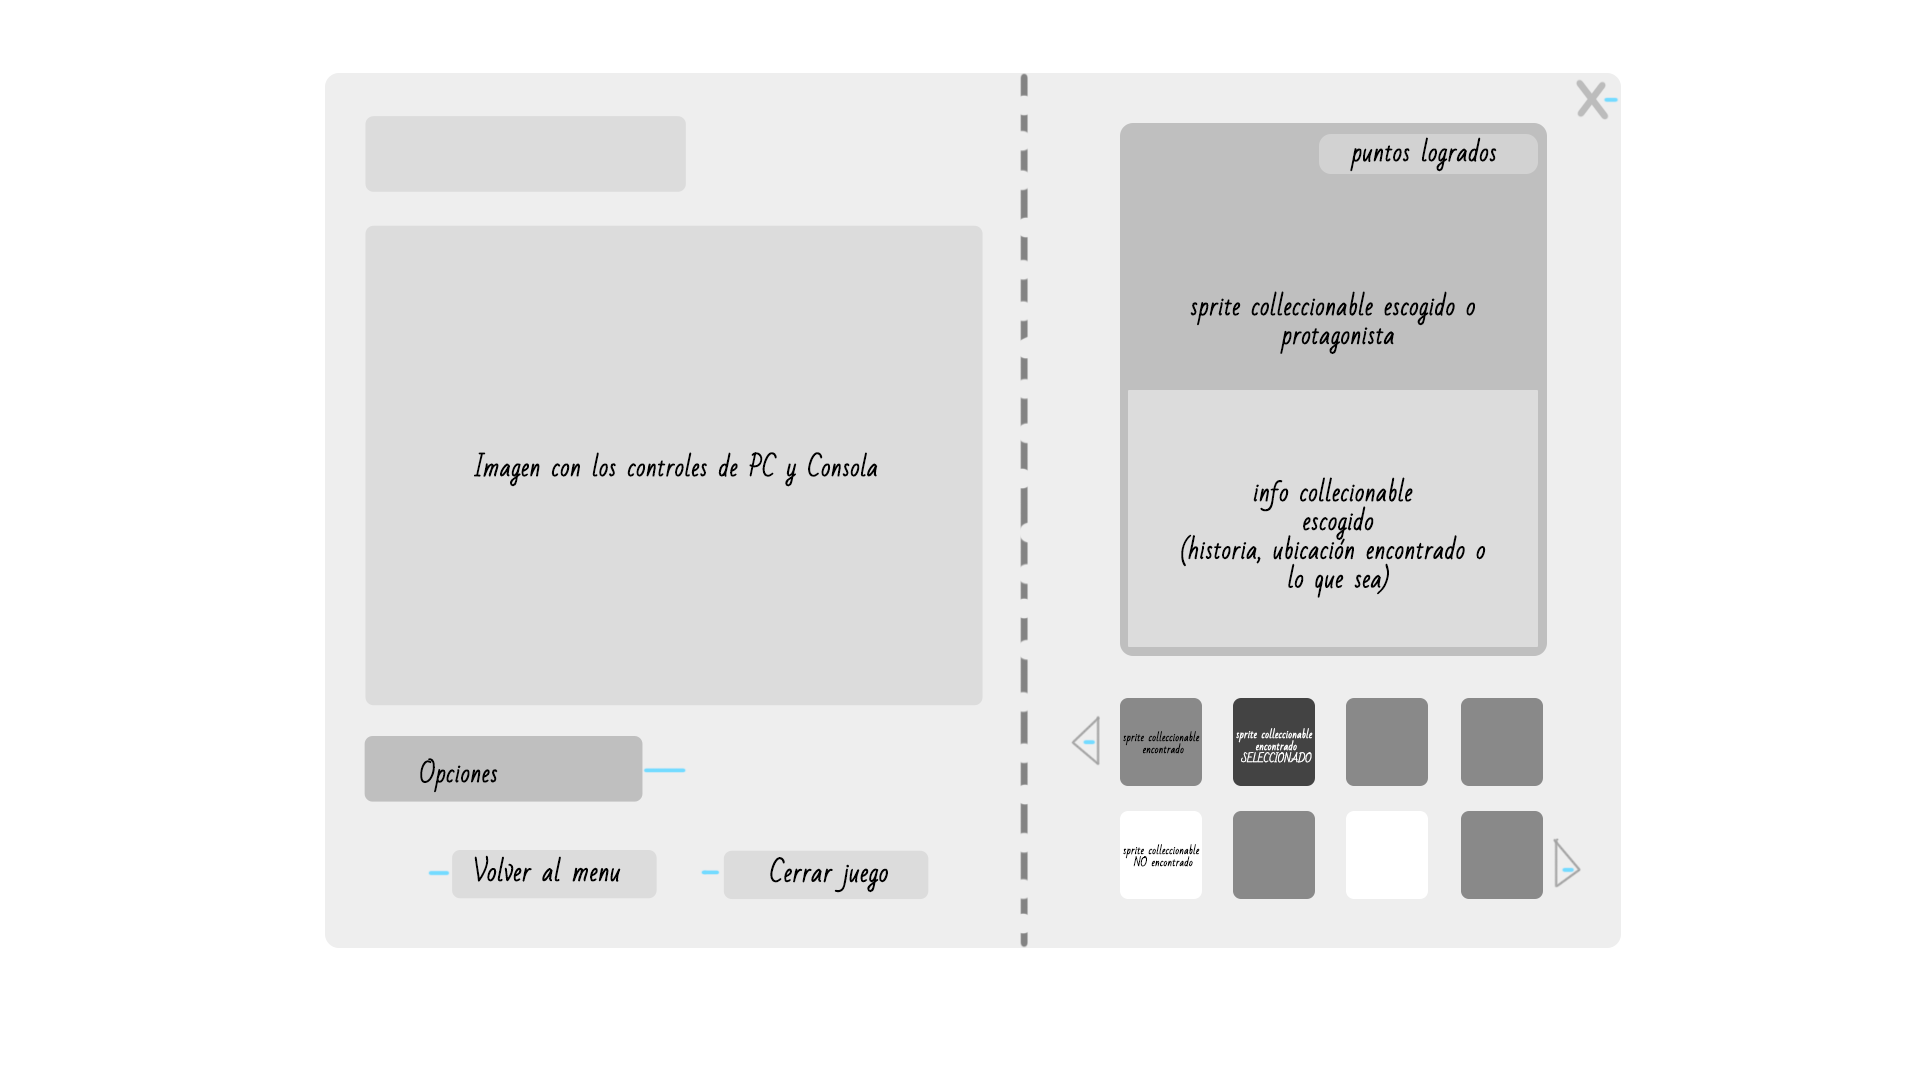 Imagen con los controles de PC y Consola
Opciones
Volver al menu
Cerrar juego
X
puntos logrados
sprite colleccionable escogido o
protagonista
info collecionable
escogido
(historia, ubicación encontrado o
lo que sea)
sprite colleccionable
encontrado
sprite colleccionable
encontrado
SELECCIONADO
sprite colleccionable
NO encontrado